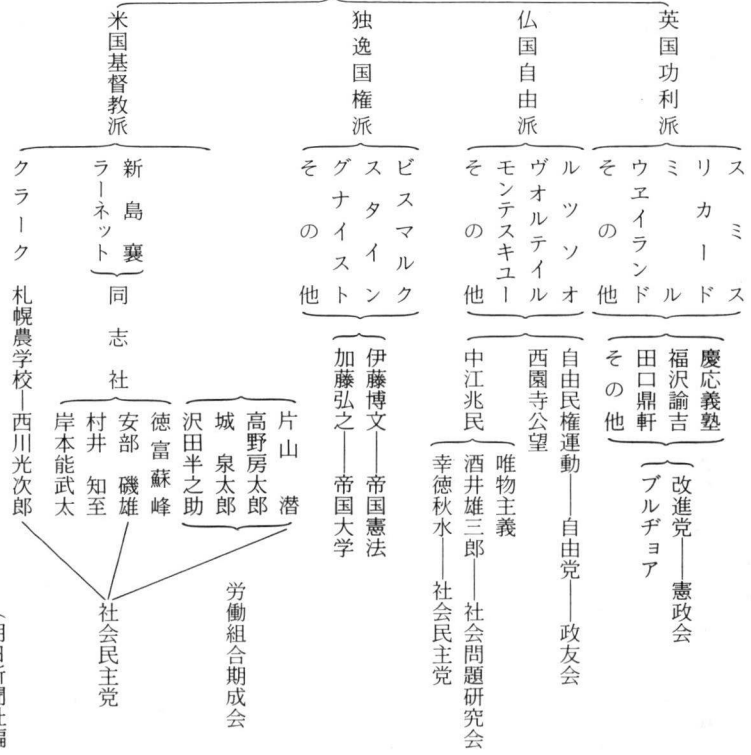 英国功利派
スミス
リカード
ミル
ウヱイランド
その他
慶応義塾
福沢諭吉
田口鼎軒
その他
改進党――憲政会
ブルヂョア
仏国自由派
ルツソオ
ヴオルテイル
モンテスキユー
その他
自由民権運動――自由党――政友会
西園寺公望
中江兆民
唯物主義
酒井雄三郎――社会問題研究会
幸徳秋水――社会民主党
独逸国権派
ビスマルク
スタイン
グナイスト
その他
伊藤博文――帝国憲法
加藤弘之――帝国大学
米国基督教派
片山潜
高野房太郎
城泉太郎
沢田半之助
労働組合期成会
新島襄
ラーネット
同志社
徳富蘇峰
安部磯雄
村井知至
岸本能武太
クラーク
札幌農学校―西川光次郎
社会民主党